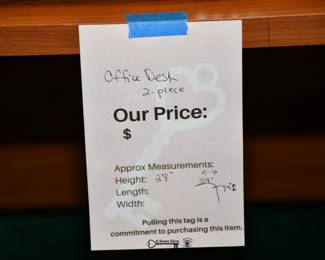 Office Desk
2-piece
Our Price:
$
Approx Measurements:
Height: 28"
Length:
Width:
Pulling this tag is a
commitment to purchasing this item.